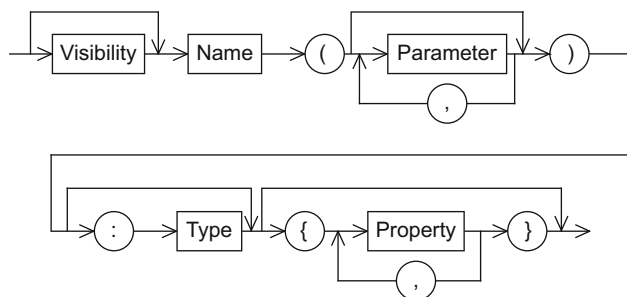 Visibility Name ( Parameter )
,
: Type { Property }
,